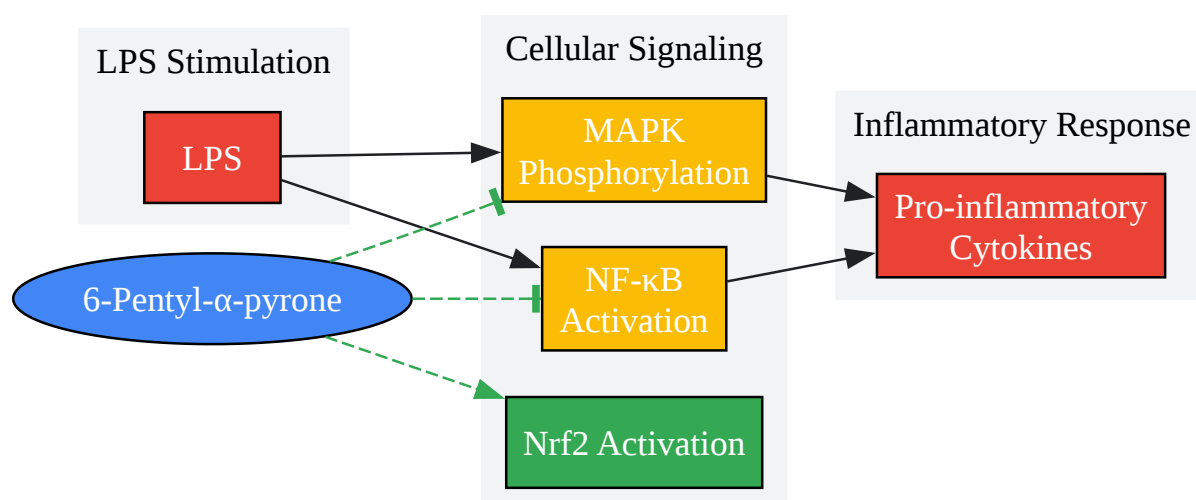 LPS Stimulation
LPS
6-Pentyl-α-pyrone
Cellular Signaling
MAPK
Phosphorylation
NF-κB
Activation
Nrf2 Activation
Inflammatory Response
Pro-inflammatory
Cytokines